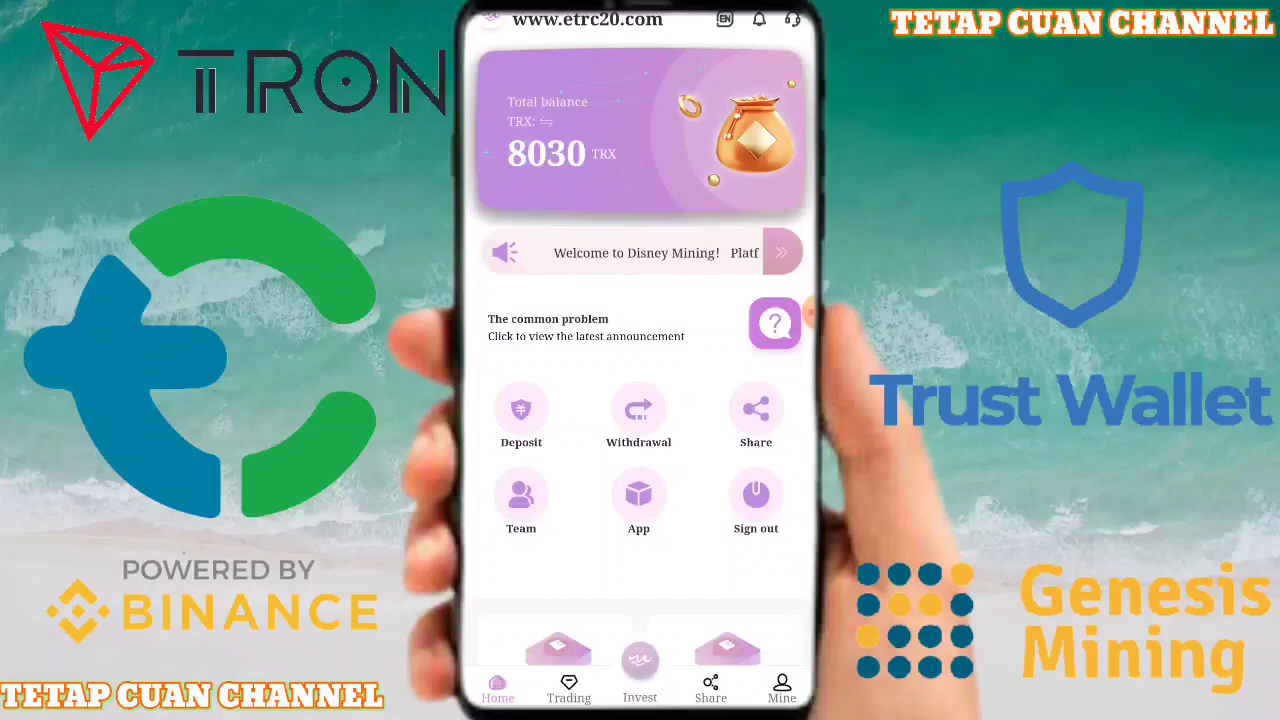 TRON
POWERED BY
BINANCE
TETAP CUAN CHANNEL
www.etrc20.com
EN
Total balance
TRX:
8030 TRX
Welcome to Disney Mining! Platf
The common problem
Click to view the latest announcement
Deposit
Withdrawal
Share
Team
App
Sign out
Home
Trading
Invest
Share
Mine
TETAP CUAN CHANNEL
Trust Wallet
Genesis
Mining